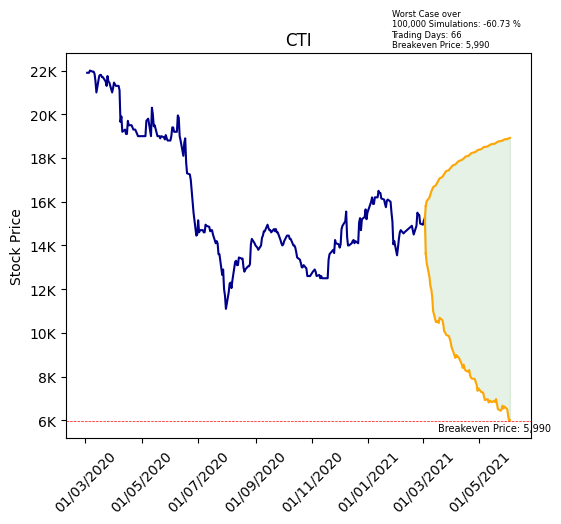 Worst Case over
100,000 Simulations: -60.73 %
Trading Days: 66
Breakeven Price: 5,990
CTI
Stock Price
22K
20K
18K
16K
14K
12K
10K
8K
6K
Breakeven Price: 5,990
01/03/2020
01/05/2020
01/07/2020
01/09/2020
01/11/2020
01/01/2021
01/03/2021
01/05/2021